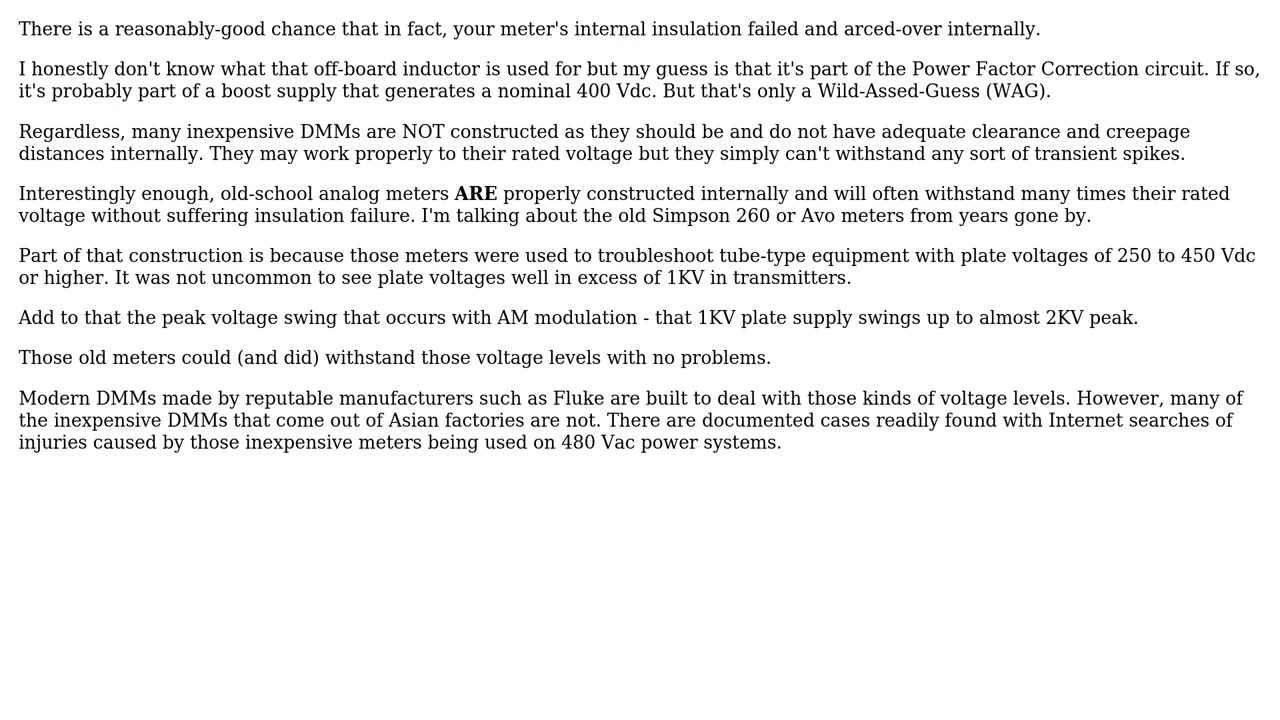 There is a reasonably-good chance that in fact, your meter's internal insulation failed and arced-over internally.
I honestly don't know what that off-board inductor is used for but my guess is that it's part of the Power Factor Correction circuit. If so,
it's probably part of a boost supply that generates a nominal 400 Vdc. But that's only a Wild-Assed-Guess (WAG).
Regardless, many inexpensive DMMs are NOT constructed as they should be and do not have adequate clearance and creepage
distances internally. They may work properly to their rated voltage but they simply can't withstand any sort of transient spikes.
Interestingly enough, old-school analog meters ARE properly constructed internally and will often withstand many times their rated
voltage without suffering insulation failure. I'm talking about the old Simpson 260 or Avo meters from years gone by.
Part of that construction is because those meters were used to troubleshoot tube-type equipment with plate voltages of 250 to 450 Vdc
or higher. It was not uncommon to see plate voltages well in excess of 1KV in transmitters.
Add to that the peak voltage swing that occurs with AM modulation - that 1KV plate supply swings up to almost 2KV peak.
Those old meters could (and did) withstand those voltage levels with no problems.
Modern DMMs made by reputable manufacturers such as Fluke are built to deal with those kinds of voltage levels. However, many of
the inexpensive DMMs that come out of Asian factories are not. There are documented cases readily found with Internet searches of
injuries caused by those inexpensive meters being used on 480 Vac power systems.